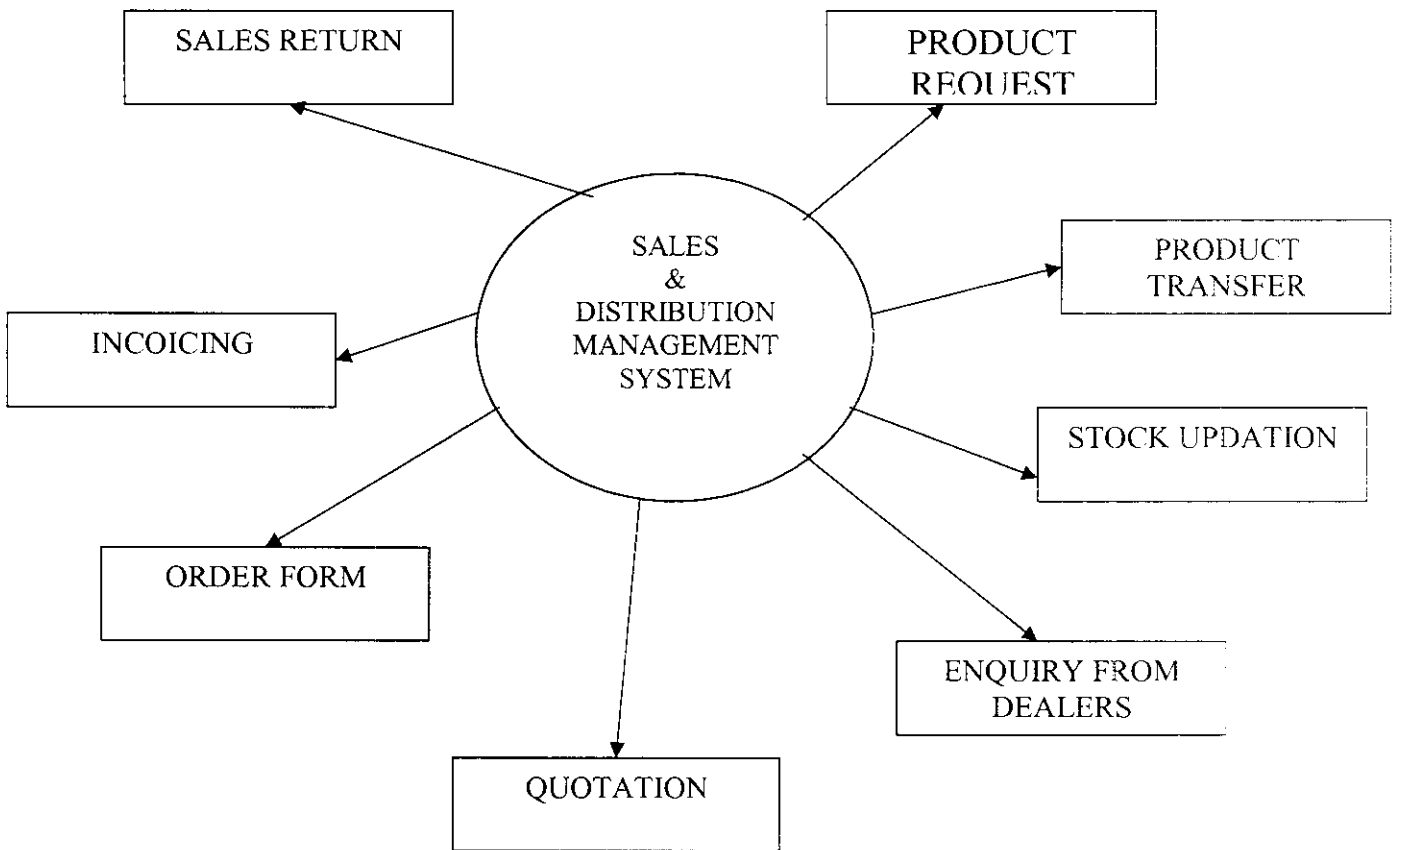 SALES RETURN
PRODUCT
REQUEST
SALES
&
DISTRIBUTION
MANAGEMENT
SYSTEM
PRODUCT
TRANSFER
INCOICING
STOCK UPDATION
ORDER FORM
ENQUIRY FROM
DEALERS
QUOTATION